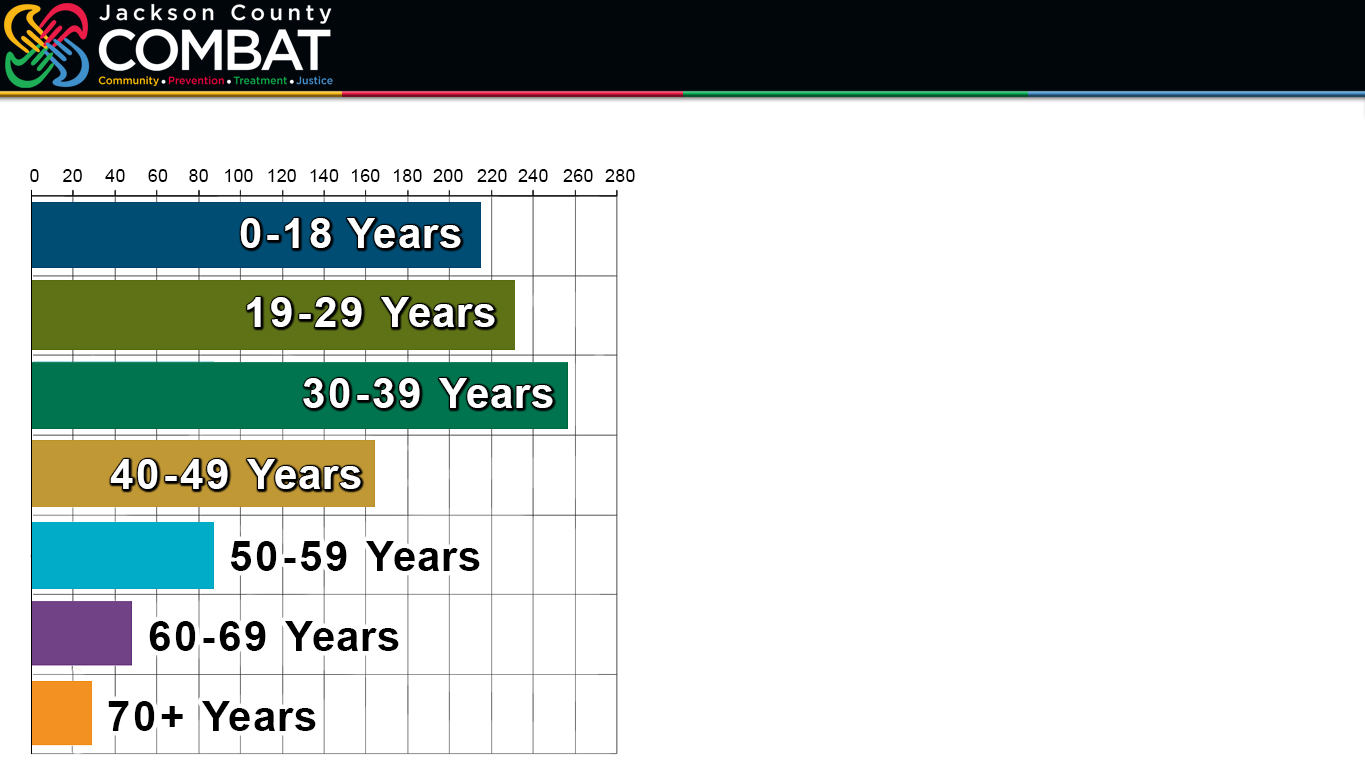 Jackson County
COMBAT
Community • Prevention • Treatment • Justice
0 20 40 60 80 100 120 140 160 180 200 220 240 260 280
0-18 Years
19-29 Years
30-39 Years
40-49 Years
50-59 Years
60-69 Years
70+ Years